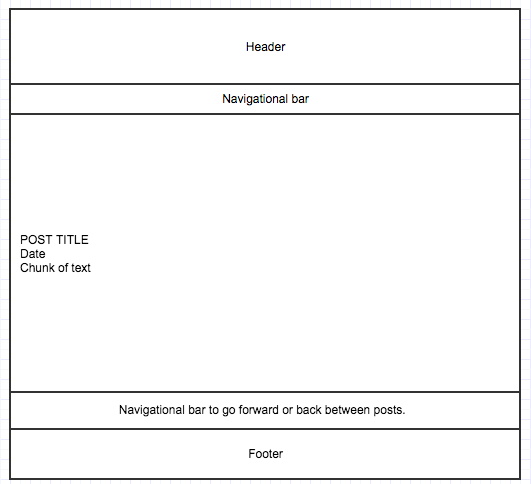 Header
Navigational bar
POST TITLE
Date
Chunk of text
Navigational bar to go forward or back between posts.
Footer